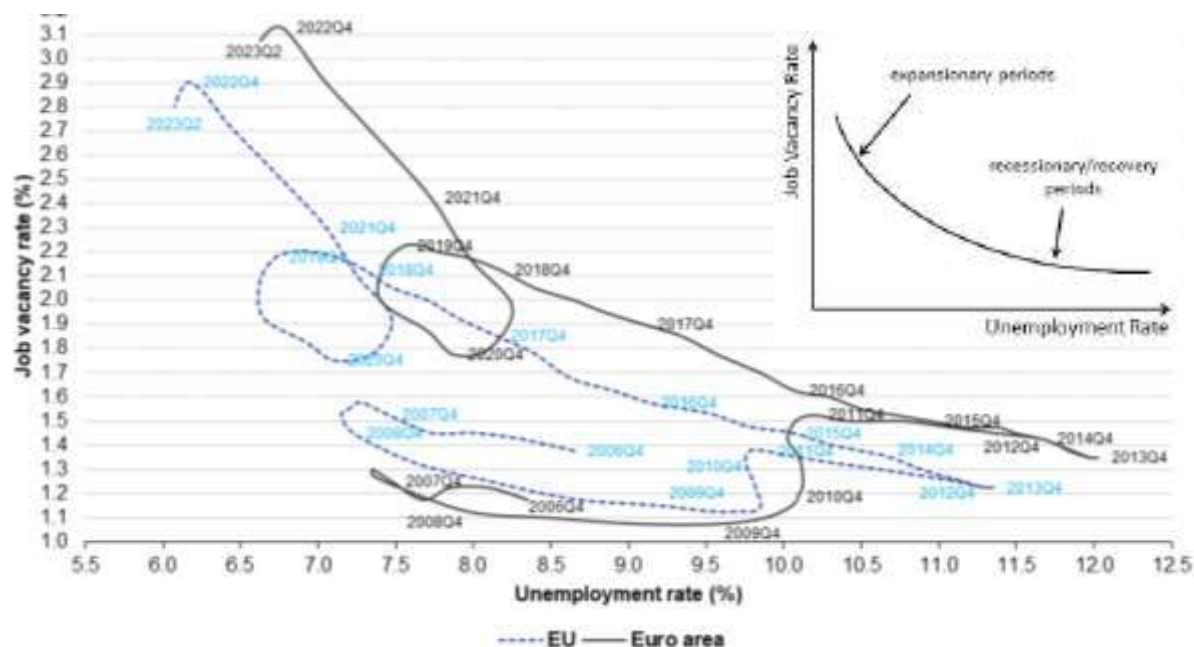 3.2
3.1
3.0
2.9
2.8
2.7
2.6
2.5
2.4
2.3
2.2
2.1
2.0
1.9
1.8
1.7
1.6
1.5
1.4
1.3
1.2
1.1
1.0
Job vacancy rate (%)
2022Q4
2023Q2
2022Q4
2023Q2
2021Q4
2021Q4
2019Q4
2019Q4
2018Q4
2018Q4
2017Q4
2017Q4
2020Q4
2020Q4
2016Q4
2016Q4
2007Q4
2008Q4
2006Q4
2011Q4
2015Q4
2012Q4
2014Q4
2013Q4
2015Q4
2011Q4
2014Q4
2010Q4
2009Q4
2012Q4
2013Q4
2007Q4
2006Q4
2008Q4
2010Q4
2009Q4
5.5 6.0 6.5 7.0 7.5 8.0 8.5 9.0 9.5 10.0 10.5 11.0 11.5 12.0 12.5
Unemployment rate (%)
EU Euro area
Job Vacancy Rate
expansionary periods
recessionary/recovery
periods
Unemployment Rate